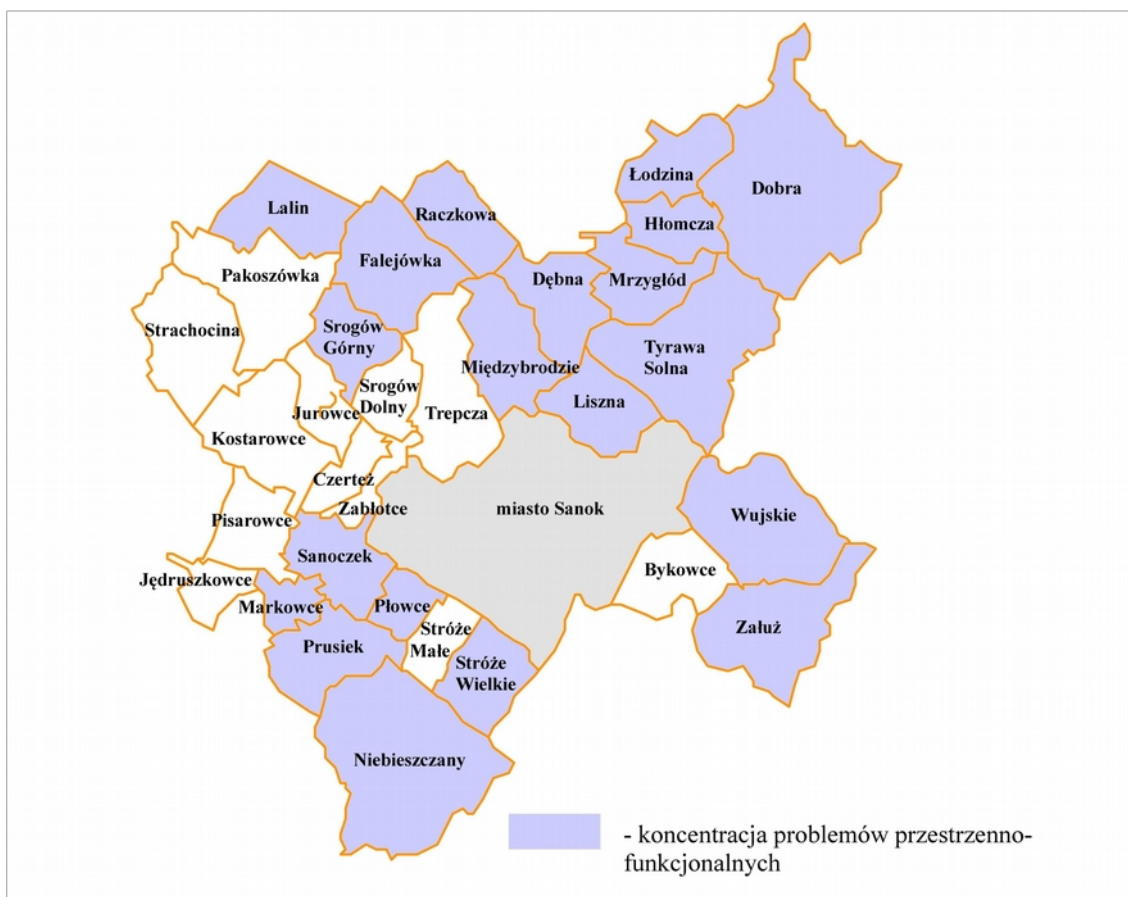 Łodzina
Dobra
Lalin
Raczkowa
Hłomcza
Falejówka
Pakoszówka
Dębna
Mrzygłód
Strachocina
Srogów
Górny
Międzybrodzie
Tyrawa
Solna
Srogów
Dolny
Liszna
Jurowce
Trepcza
Kostarowce
Czerteż
Zabłotce
miasto Sanok
Pisarowce
Wujskie
Sanoczek
Bykowce
Jędruszkowce
Markowce
Płowce
Stróże
Małe
Załuż
Prusiek
Stróże
Wielkie
Niebieszczany
- koncentracja problemów przestrzenno-
funkcjonalnych